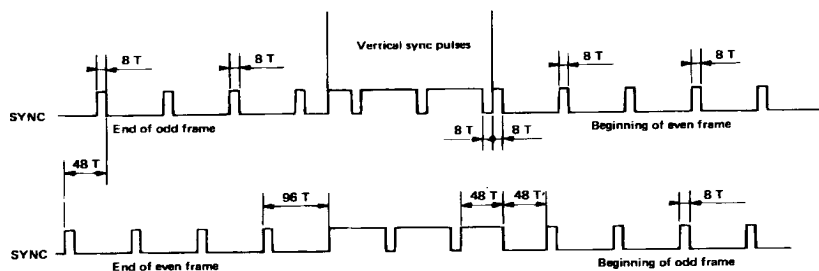 Vertical sync pulses
8 T 8 T 8 T 8 T
SYNC
End of odd frame 8 T 8 T Beginning of even frame
48 T
96 T 48 T 48 T 8 T
SYNC
End of even frame Beginning of odd frame